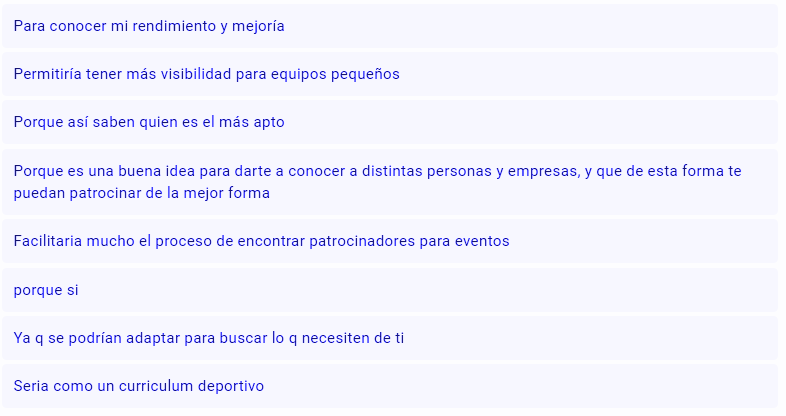 Para conocer mi rendimiento y mejoría
Permitiría tener más visibilidad para equipos pequeños
Porque así saben quien es el más apto
Porque es una buena idea para darte a conocer a distintas personas y empresas, y que de esta forma te
puedan patrocinar de la mejor forma
Facilitaria mucho el proceso de encontrar patrocinadores para eventos
porque si
Ya q se podrían adaptar para buscar lo q necesiten de ti
Seria como un curriculum deportivo